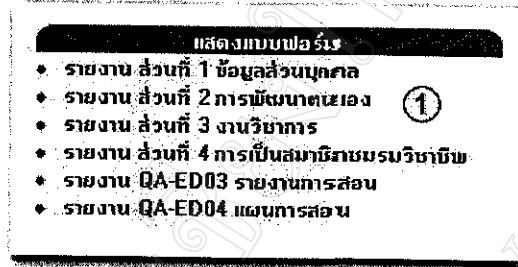 แสดงแบบฟอร์ม
รายงาน ส่วนที่ 1 ข้อมูลส่วนบุคคล
รายงาน ส่วนที่ 2 การพัฒนาตนเอง
①
รายงาน ส่วนที่ 3 งานวิชาการ
รายงาน ส่วนที่ 4 การเป็นสมาชิกชมรมวิชาชีพ
รายงาน QA-ED03 รายงานการสอน
รายงาน QA-ED04 แผนการสอน